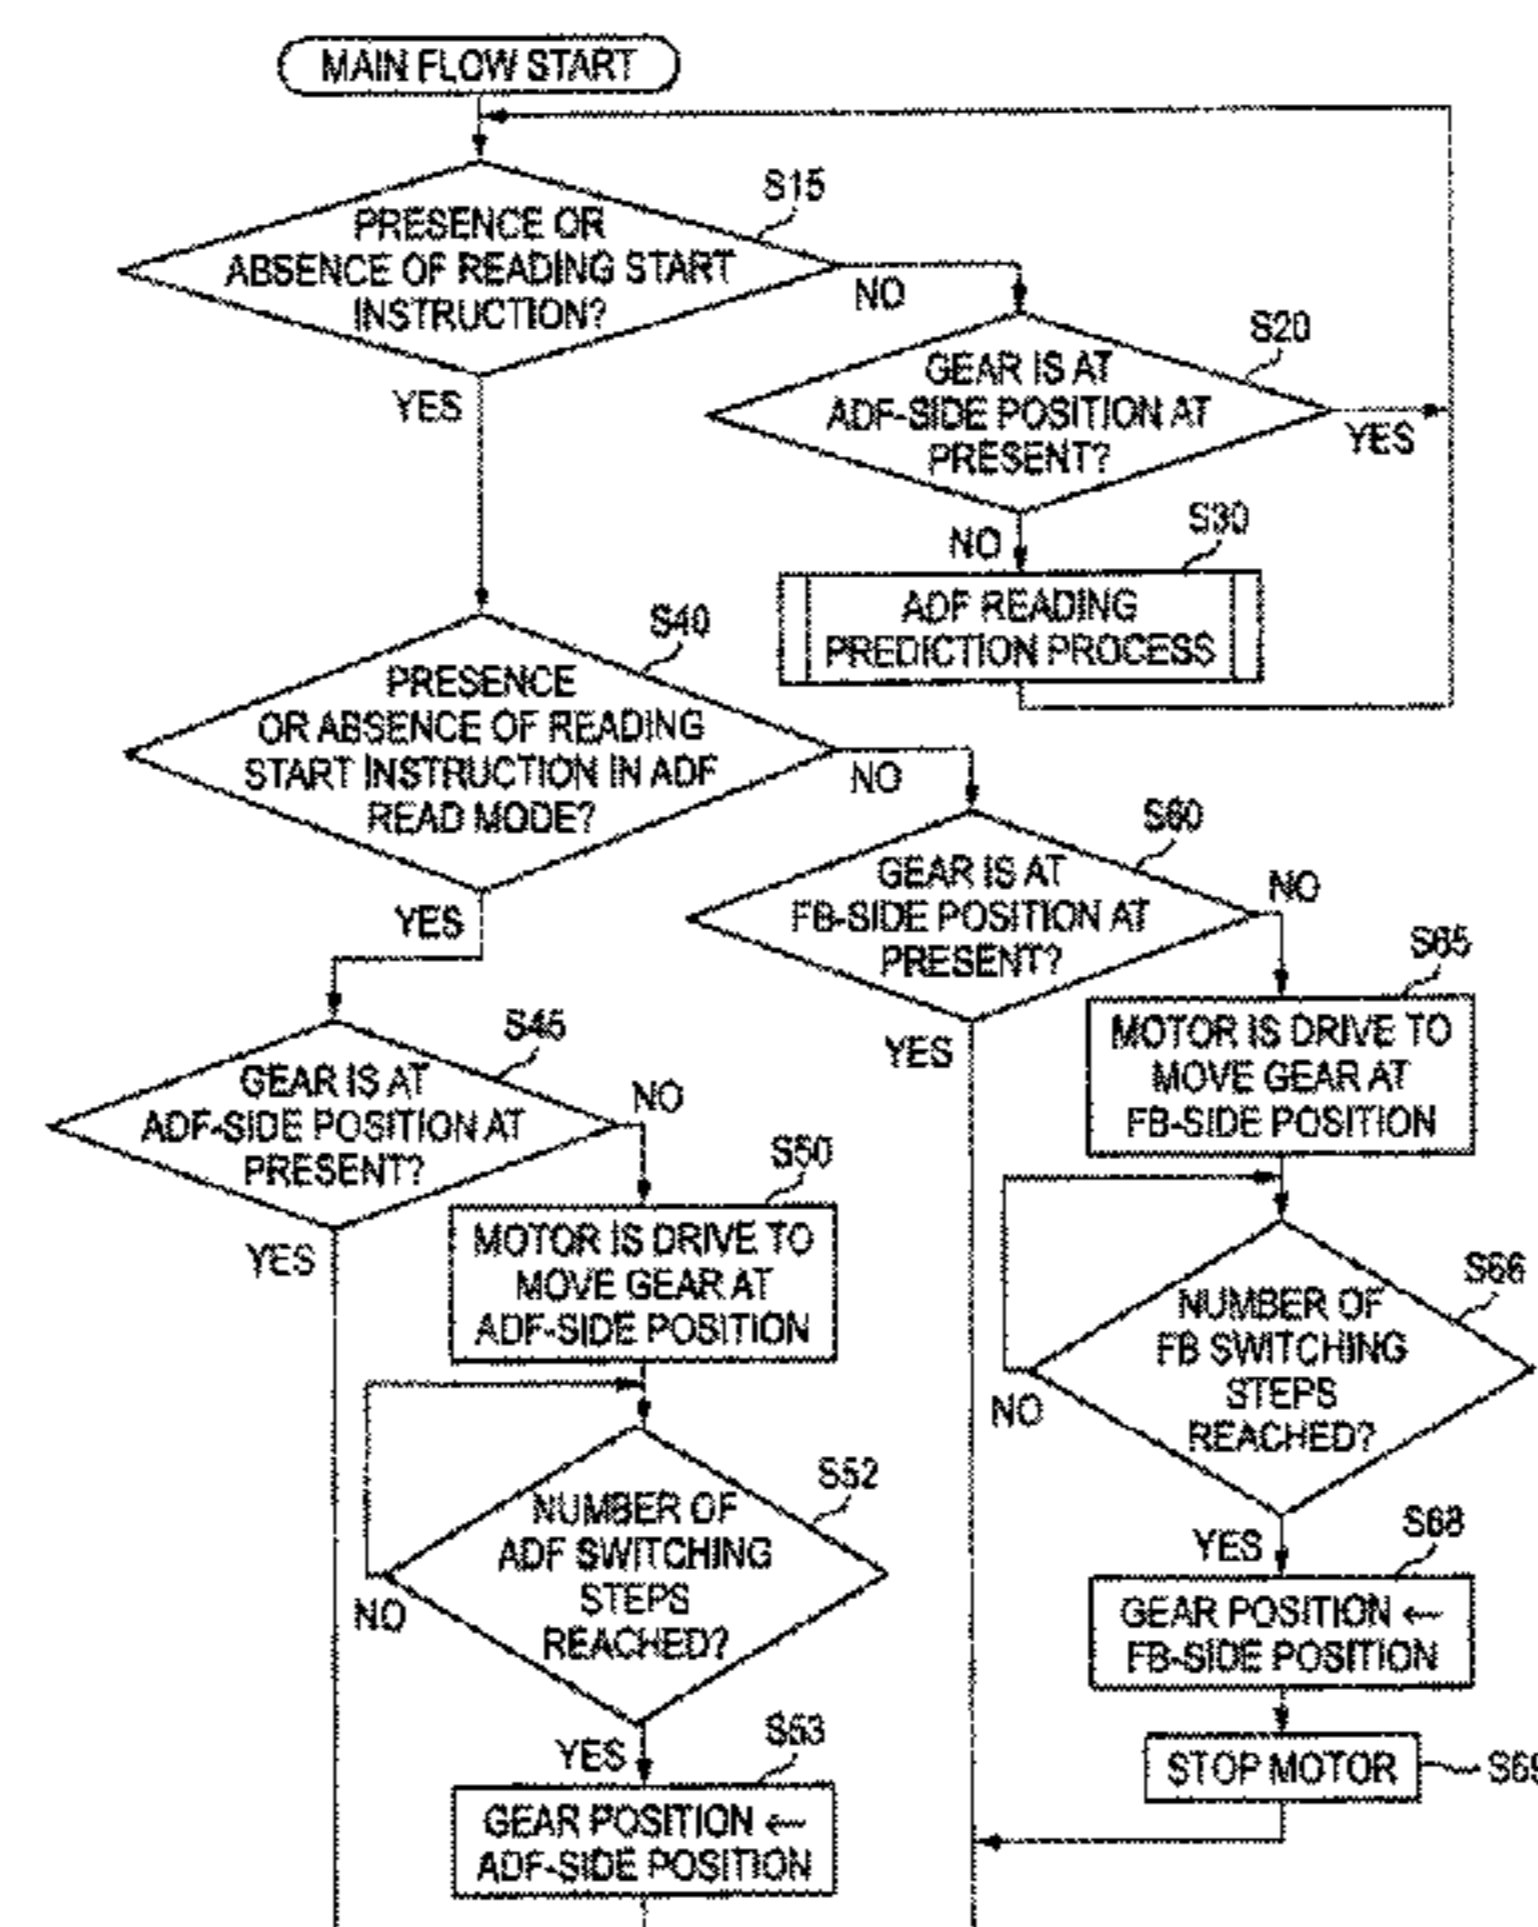 MAIN FLOW START
S15
PRESENCE OR
ABSENCE OF READING START
INSTRUCTION?
NO
YES
S20
GEAR IS AT
ADF-SIDE POSITION AT
PRESENT?
YES
NO
S30
ADF READING
PREDICTION PROCESS
S40
PRESENCE
OR ABSENCE OF READING
START INSTRUCTION IN ADF
READ MODE?
NO
YES
S60
GEAR IS AT
FB-SIDE POSITION AT
PRESENT?
NO
YES
S65
MOTOR IS DRIVE TO
MOVE GEAR AT
FB-SIDE POSITION
S45
GEAR IS AT
ADF-SIDE POSITION AT
PRESENT?
NO
YES
S50
MOTOR IS DRIVE TO
MOVE GEAR AT
ADF-SIDE POSITION
S66
NUMBER OF
FB SWITCHING
STEPS
REACHED?
NO
YES
S52
NUMBER OF
ADF SWITCHING
STEPS
REACHED?
NO
YES
S68
GEAR POSITION ←
FB-SIDE POSITION
S53
GEAR POSITION ←
ADF-SIDE POSITION
STOP MOTOR
S69